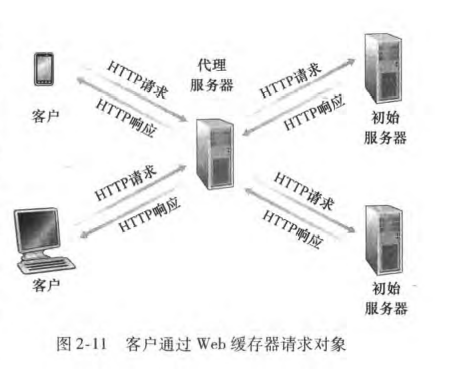 代理
服务器
HTTP请求
HTTP响应
HTTP请求
HTTP响应
客户
初始
服务器
HTTP请求
HTTP响应
HTTP请求
HTTP响应
客户
初始
服务器
图2-11 客户通过 Web 缓存器请求对象